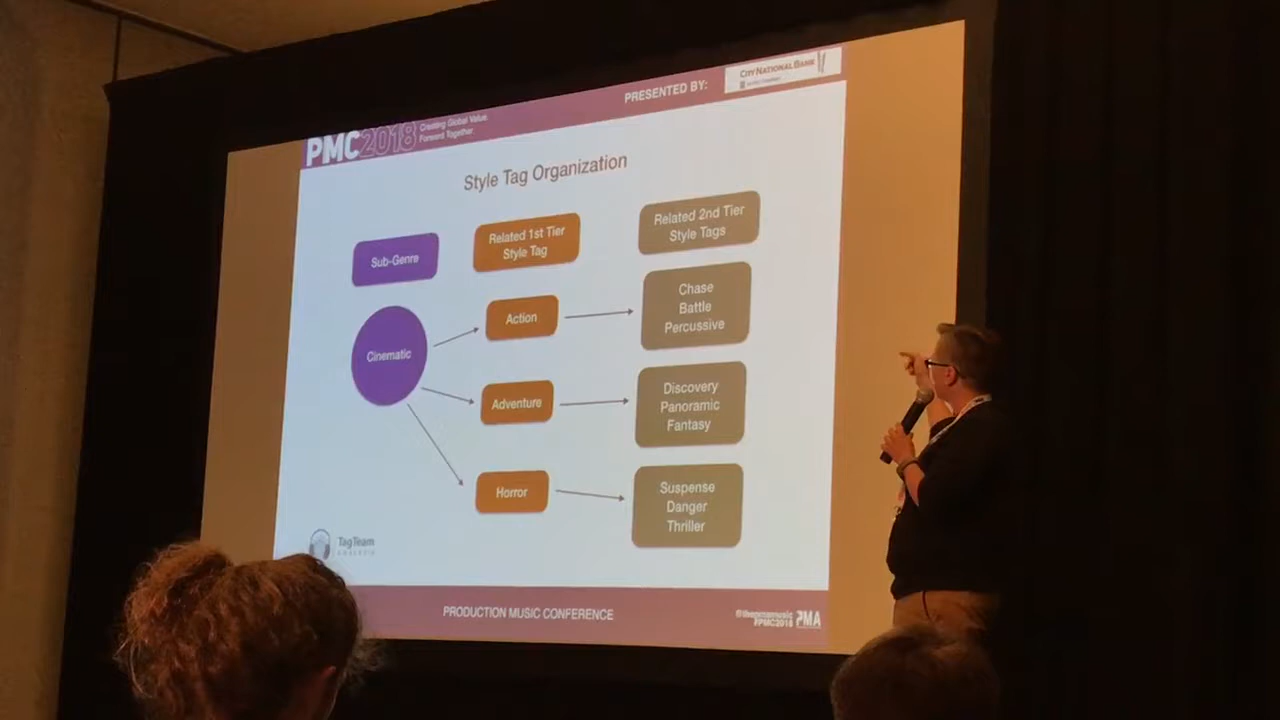 PRESENTED BY:
CITY NATIONAL BANK
PMC2018
Creating Global Value.
Forward Together
Style Tag Organization
Sub-Genre
Related 1st Tier
Style Tag
Related 2nd Tier
Style Tags
Cinematic
Action
Chase
Battle
Percussive
Adventure
Discovery
Panoramic
Fantasy
Horror
Suspense
Danger
Thriller
TagTeam
PRODUCTION MUSIC CONFERENCE
#PMC2018
PMA